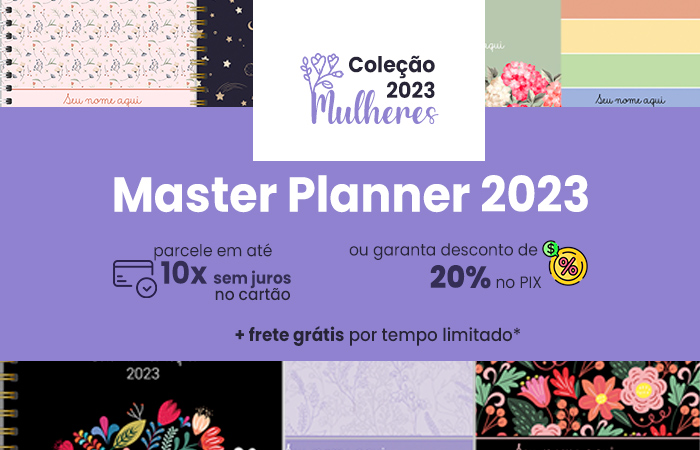 Seu nome aqui
Coleção
2023
Mulheres
aqui
Seu nome aqui
Master Planner 2023
parcele em até
10x sem juros
no cartão
ou garanta desconto de
20% no PIX
+ frete grátis por tempo limitado*
2023